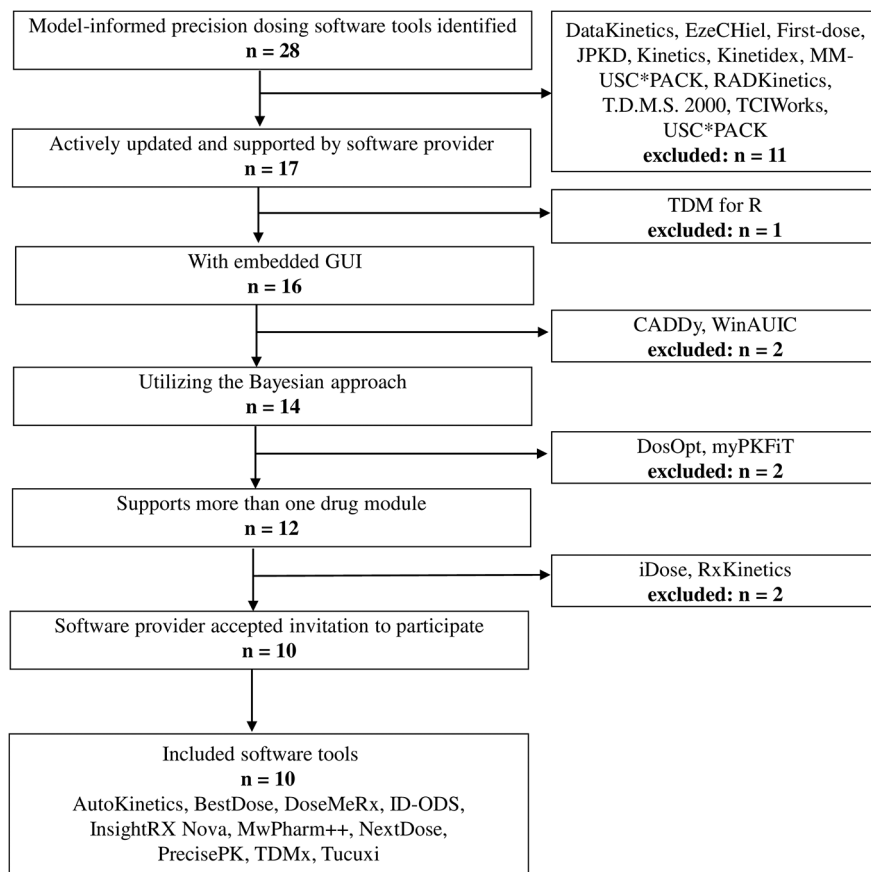 Model-informed precision dosing software tools identified
n = 28
DataKinetics, EzeCHiel, First-dose,
JPKD, Kinetics, Kinetidex, MM-
USC*PACK, RADKinetics,
T.D.M.S. 2000, TCIWorks,
USC*PACK
excluded: n = 11
Actively updated and supported by software provider
n = 17
TDM for R
excluded: n = 1
With embedded GUI
n = 16
CADDy, WinAUIC
excluded: n = 2
Utilizing the Bayesian approach
n = 14
DosOpt, myPKFiT
excluded: n = 2
Supports more than one drug module
n = 12
iDose, RxKinetics
excluded: n = 2
Software provider accepted invitation to participate
n = 10
Included software tools
n = 10
AutoKinetics, BestDose, DoseMeRx, ID-ODS,
InsightRX Nova, MwPharm++, NextDose,
PrecisePK, TDMx, Tucuxi